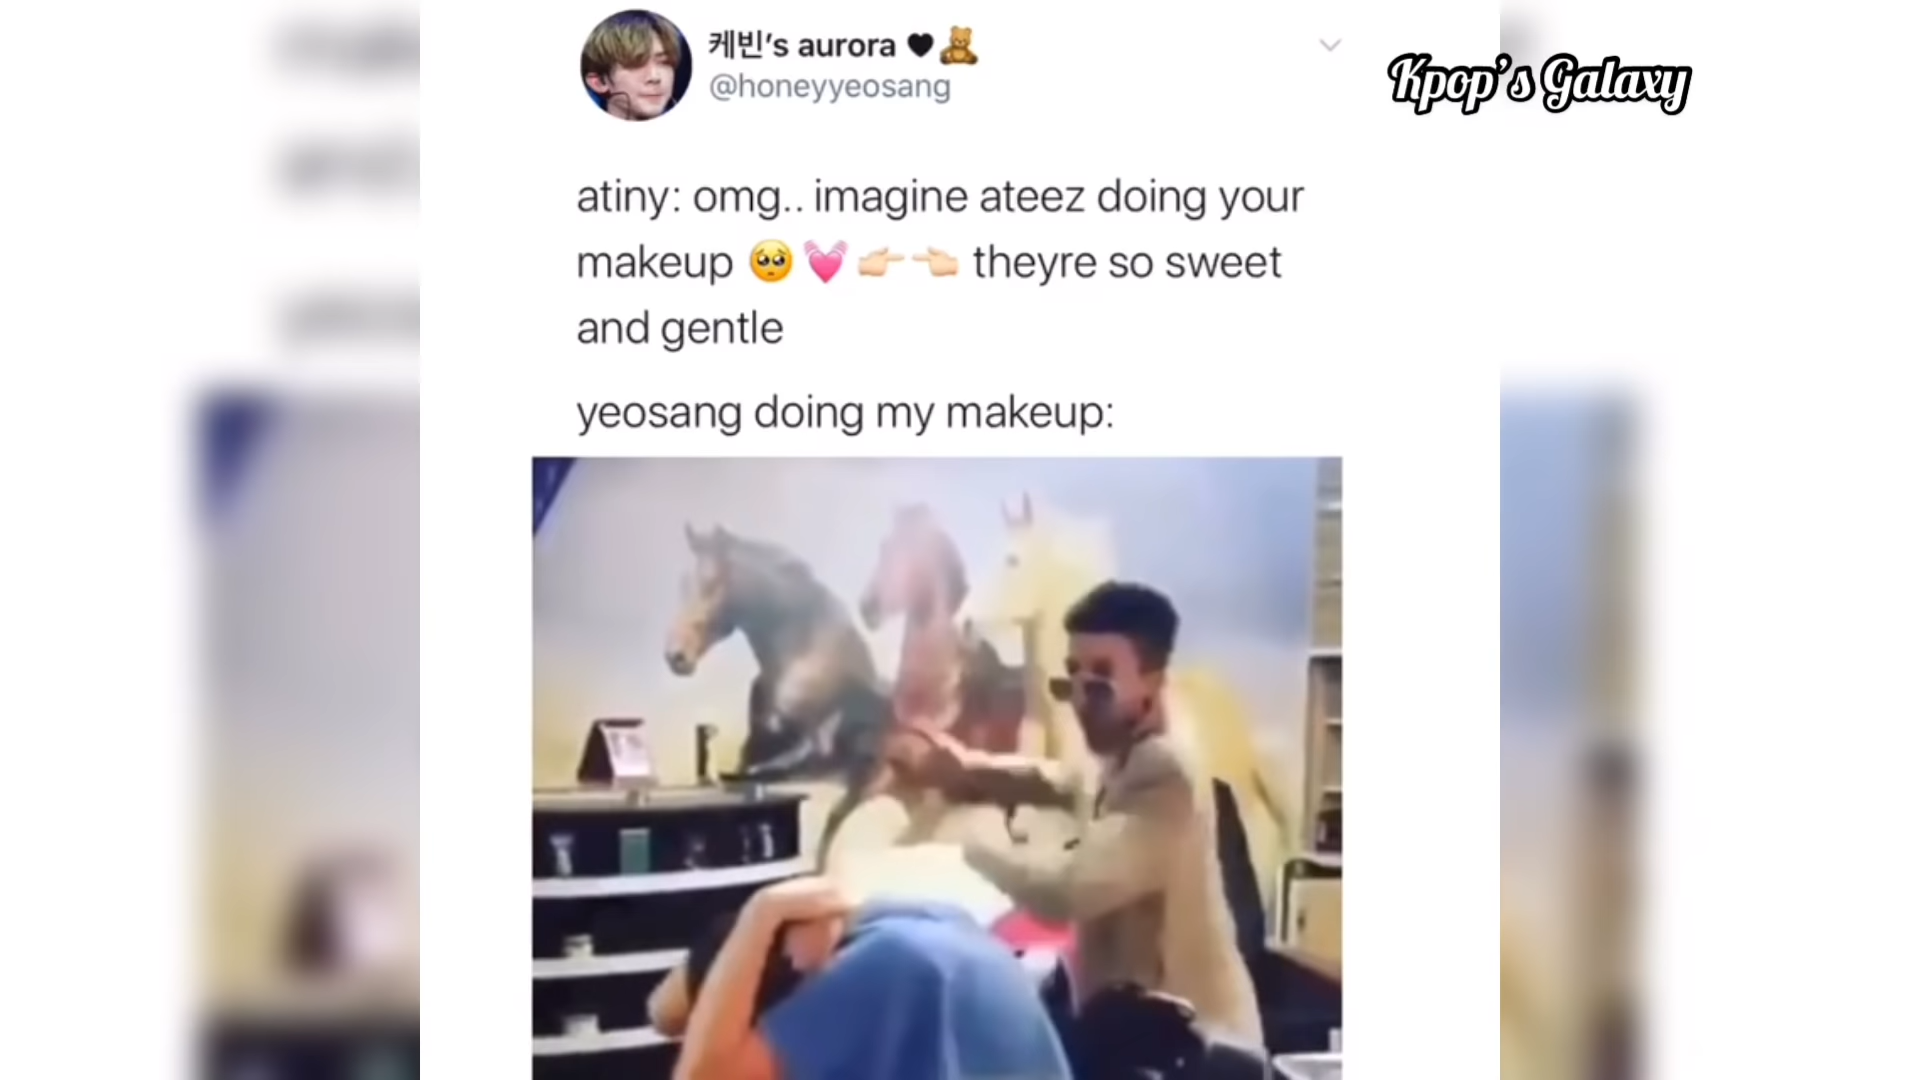 케빈's aurora 🖤🧸
@honeyyeosang
Kpop's Galaxy
atiny: omg.. imagine ateez doing your
makeup 🥺💓👉🏻👈🏻 theyre so sweet
and gentle
yeosang doing my makeup: